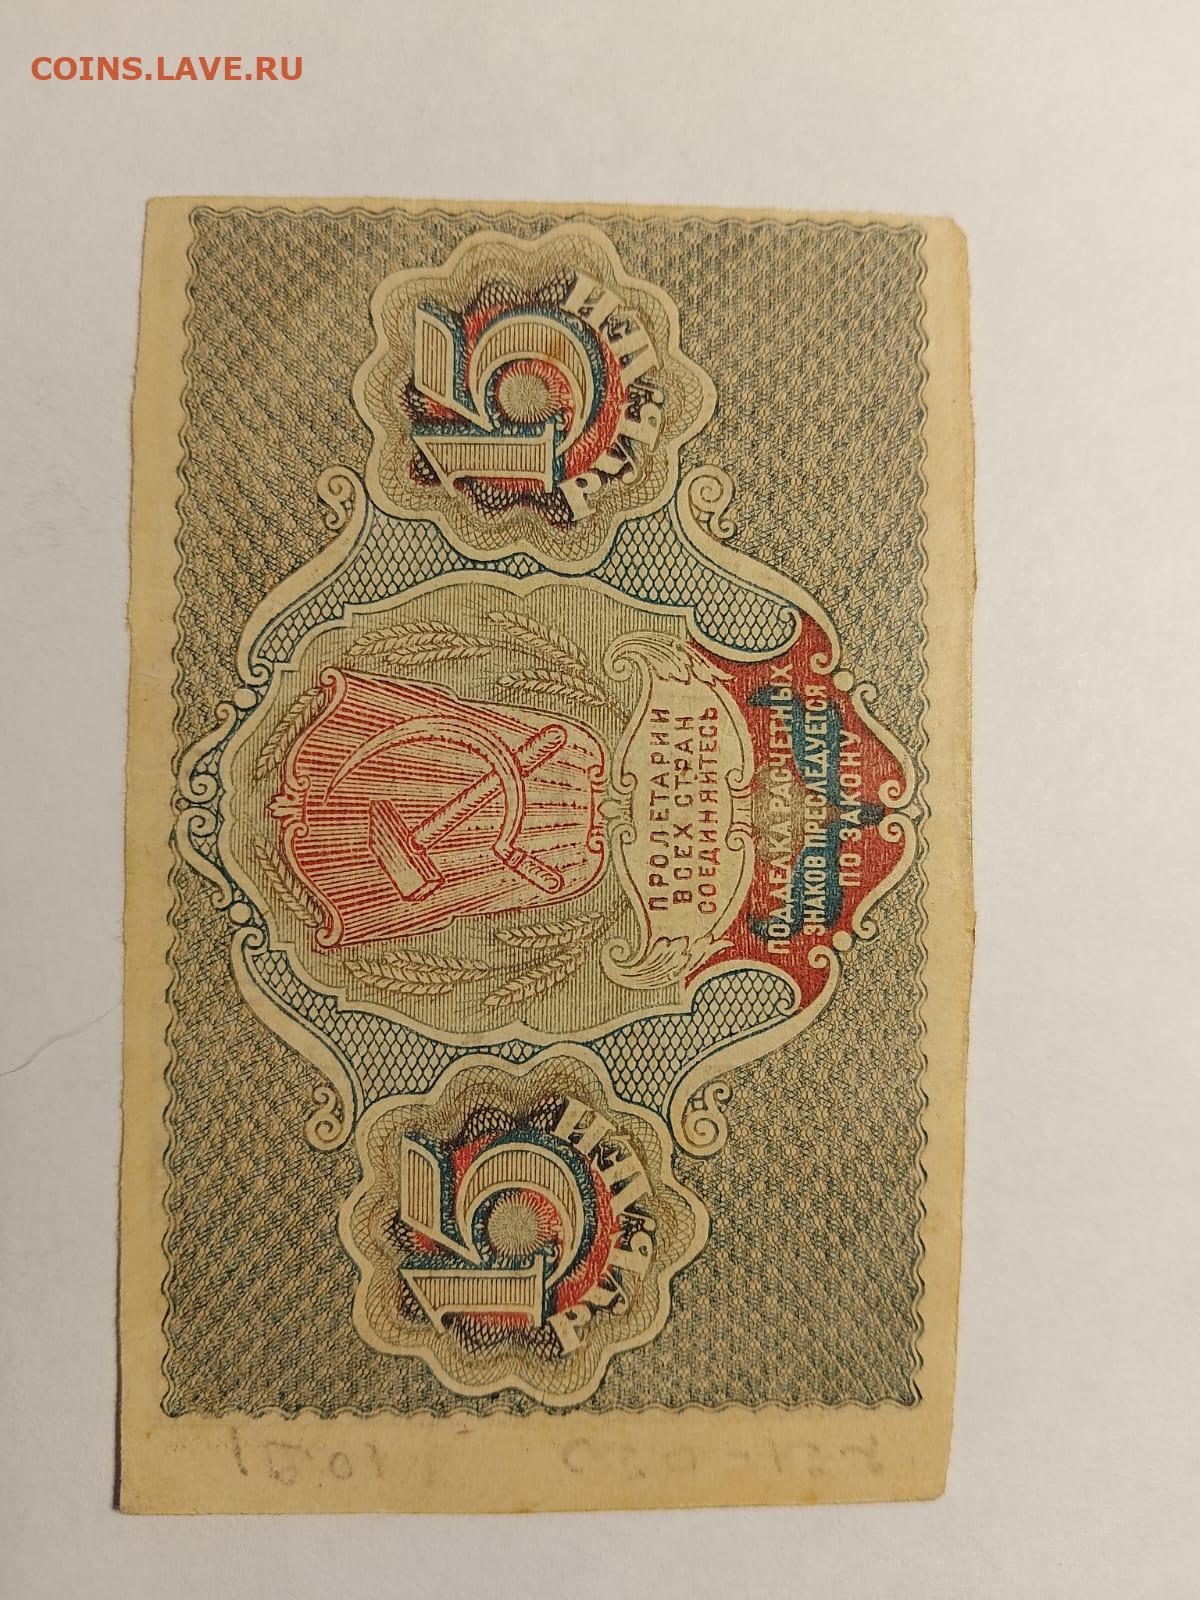 COINS.LAVE.RU
15
РУБЛЕЙ
15
РУБЛЕЙ
ПРОЛЕТАРИИ
ВСЕХ СТРАН
СОЕДИНЯЙТЕСЬ
ПОДДЕЛКА РАСЧЕТНЫХ
ЗНАКОВ ПРЕСЛЕДУЕТСЯ
ПО ЗАКОНУ